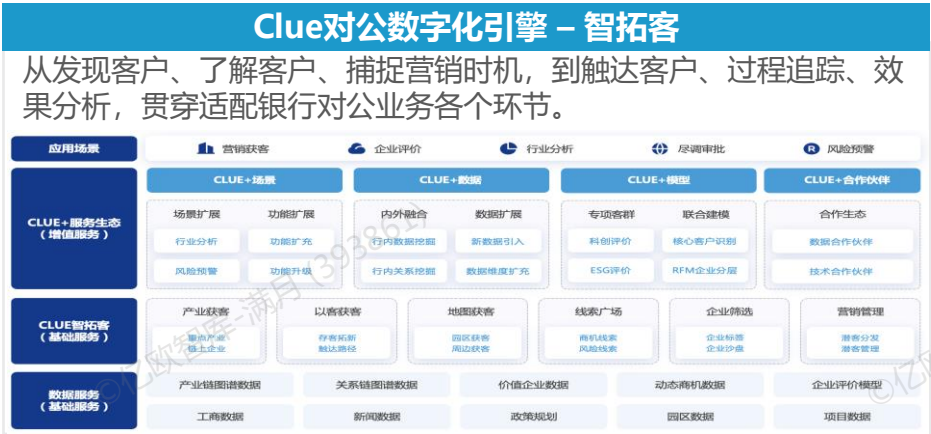 Clue对公数字化引擎 – 智拓客
从发现客户、了解客户、捕捉营销时机，到触达客户、过程追踪、效
果分析，贯穿适配银行对公业务各个环节。
应用场景 营销获客 企业评价 行业分析 尽调审批 R 风险预警
CLUE+场景 CLUE+数据 CLUE+模型 CLUE+合作伙伴
CLUE+服务生态
（增值服务）
场景扩展 功能扩展 内外融合 数据扩展 专项客群 联合建模 合作生态
行业分析 功能扩充 行内数据挖掘 新数据引入 科创评价 核心客户识别 数据合作伙伴
风险预警 功能升级 行内关系挖掘 数据维度扩充 ESG评价 RFM企业分层 技术合作伙伴
CLUE智拓客
（基础服务）
产业获客 以客获客 地图获客 线索广场 企业筛选 营销管理
重点产业 存客拓新 园区获客 商机线索 企业标签 潜客分发
链上企业 触达路径 周边获客 风险线索 企业沙盘 潜客管理
数据服务
（基础服务）
产业链图谱数据 关系链图谱数据 价值企业数据 动态商机数据 企业评价模型
工商数据 新闻数据 政策规划 园区数据 项目数据
©亿欧智库-满月 (393861)
©亿欧